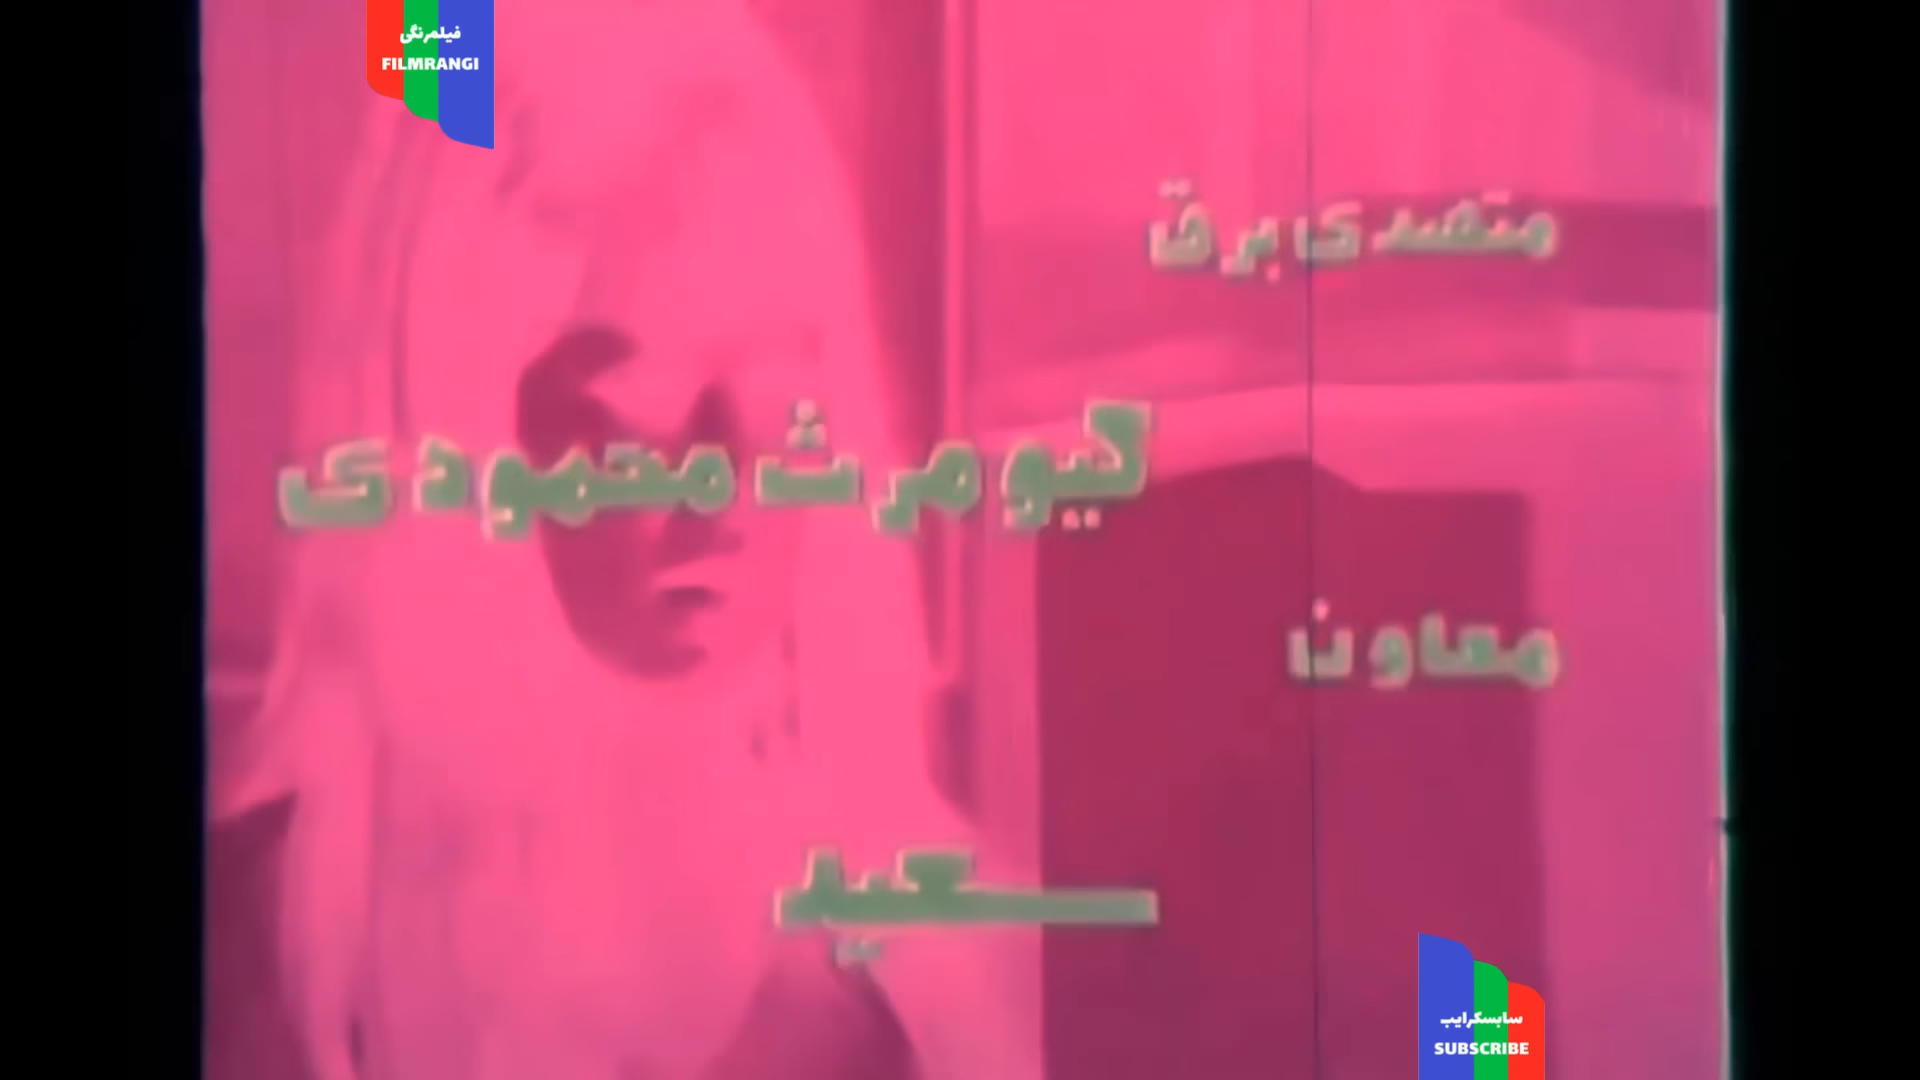 فیلمرنگی
FILMRANGI
متصدی برق
کیومرث محمودی
معاون
سعید
سابسکرایب
SUBSCRIBE